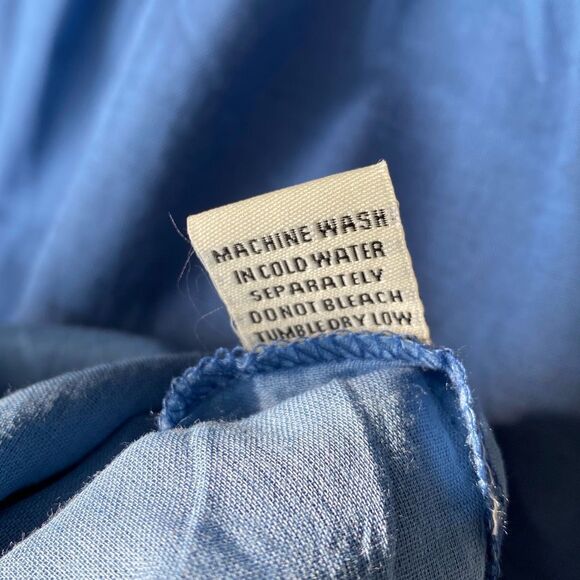 MACHINE WASH
IN COLD WATER
SEPARATELY
DO NOT BLEACH
TUMBLE DRY LOW